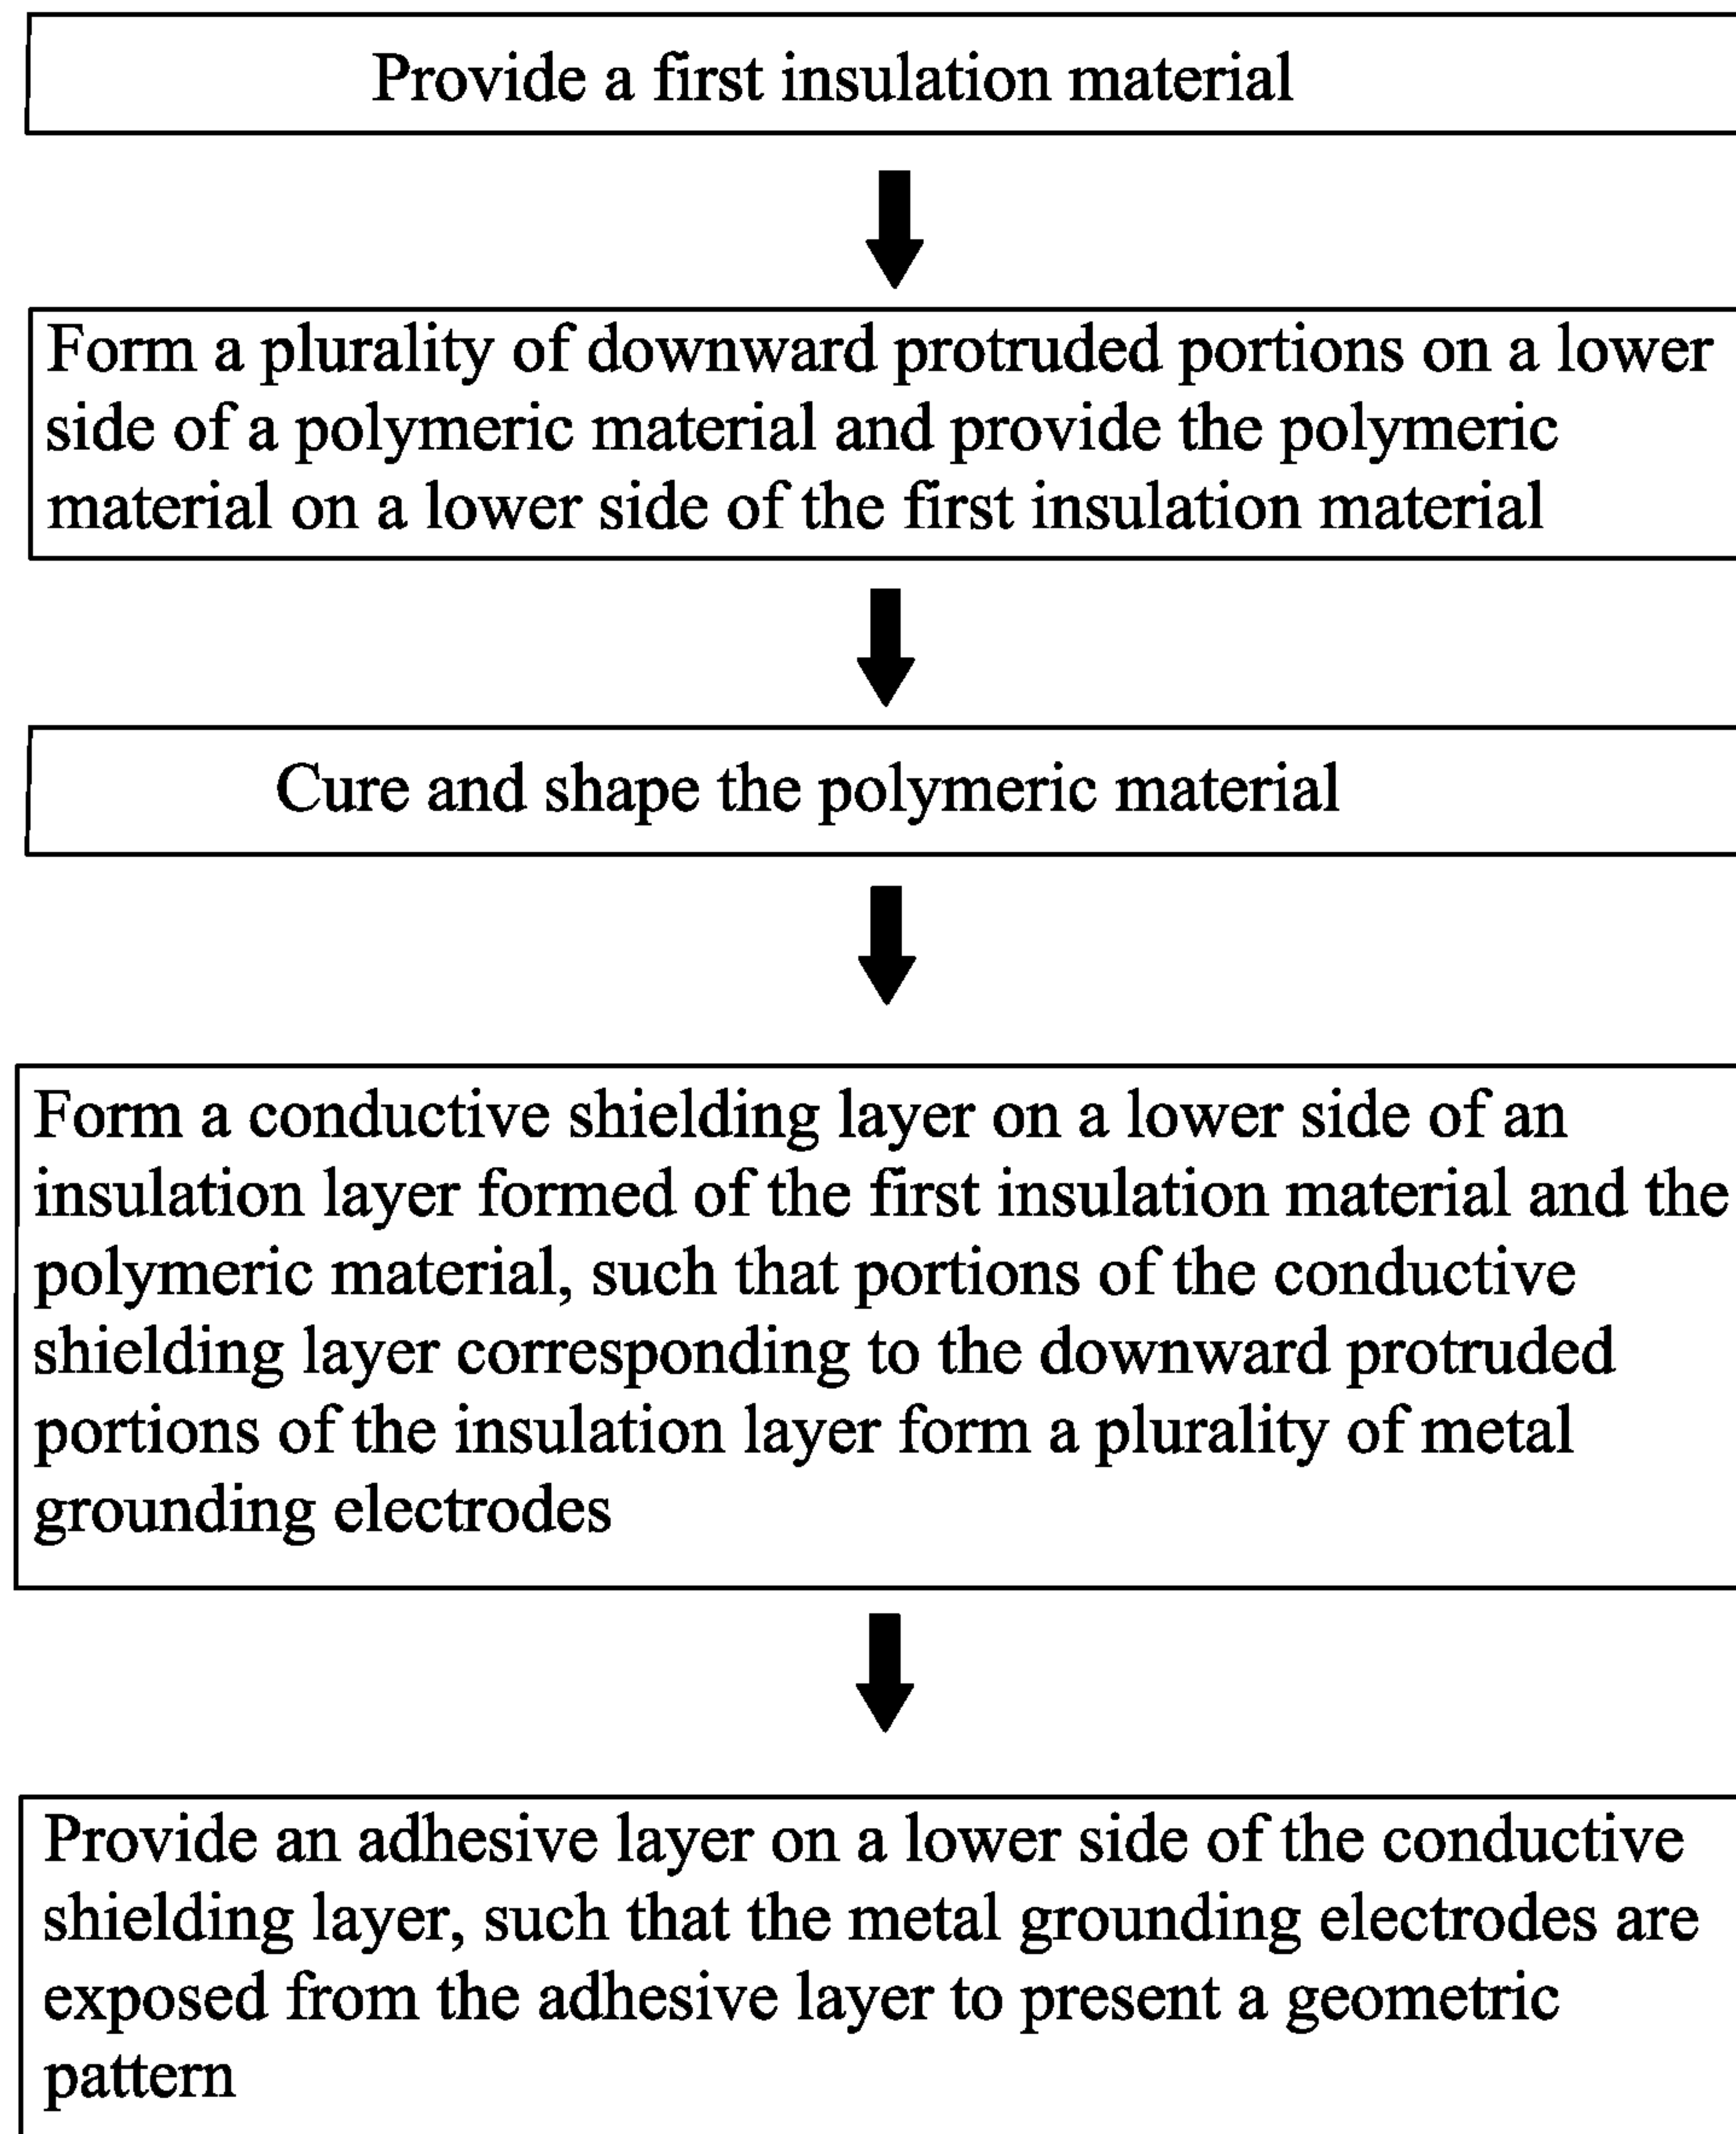 Provide a first insulation material
Form a plurality of downward protruded portions on a lower
side of a polymeric material and provide the polymeric
material on a lower side of the first insulation material
Cure and shape the polymeric material
Form a conductive shielding layer on a lower side of an
insulation layer formed of the first insulation material and the
polymeric material, such that portions of the conductive
shielding layer corresponding to the downward protruded
portions of the insulation layer form a plurality of metal
grounding electrodes
Provide an adhesive layer on a lower side of the conductive
shielding layer, such that the metal grounding electrodes are
exposed from the adhesive layer to present a geometric
pattern